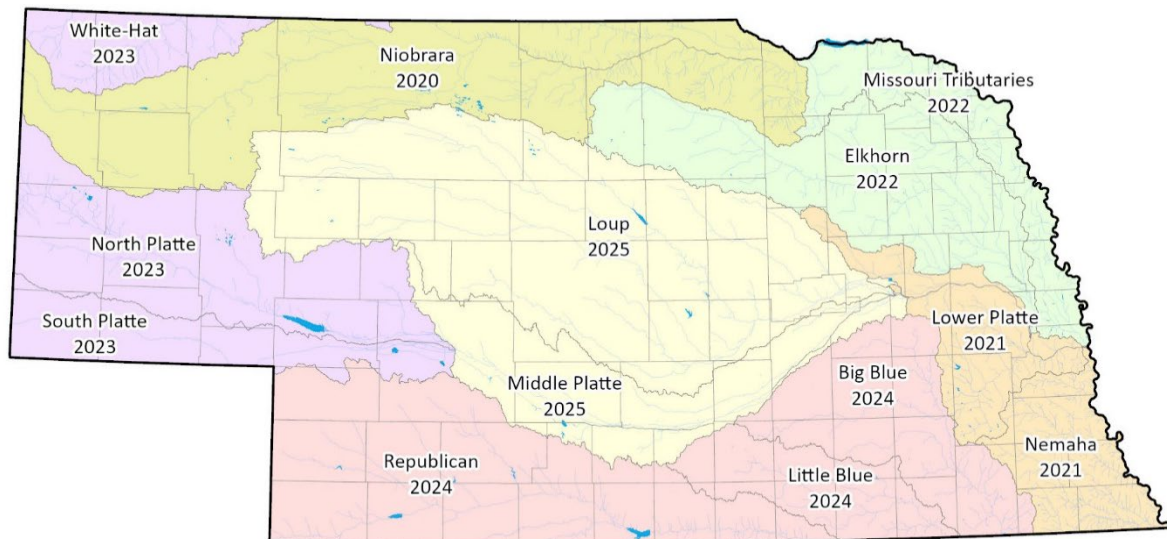 White-Hat
2023
Niobrara
2020
Missouri Tributaries
2022
Elkhorn
2022
Loup
2025
North Platte
2023
South Platte
2023
Lower Platte
2021
Middle Platte
2025
Big Blue
2024
Republican
2024
Little Blue
2024
Nemaha
2021